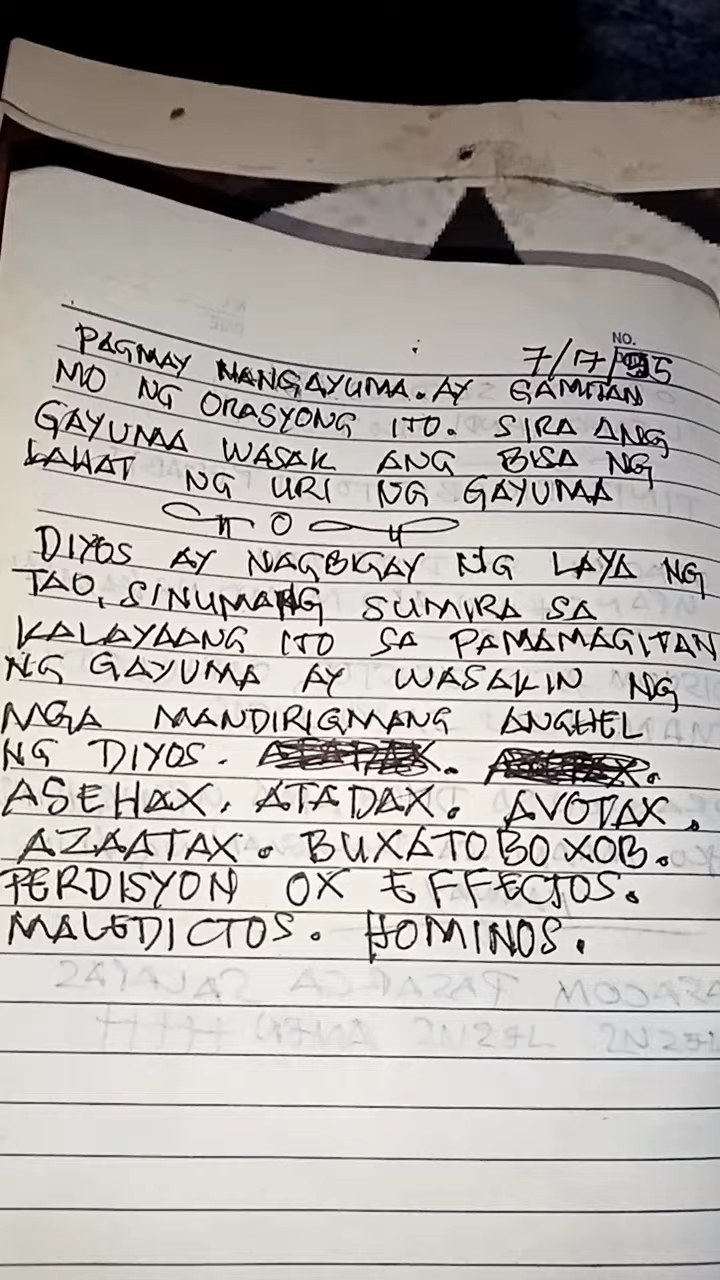 NO.
7/17/95
PAGMAY NANGAYUMA. AY GAMITAN
MO NG ORASYONG ITO. SIRA ANG
GAYUMA WASAK ANG BISA NG
LAHAT NG URI NG GAYUMA
DIYOS AY NAGBIGAY NG LAYA NG
TAO, SINUMANG SUMIRA SA
KALAYAANG ITO SA PAMAMAGITAN
NG GAYUMA AY WASAKIN NG
MGA MANDIRIGMANG ANGHEL
NG DIYOS.
ASEHAX. ATADAX. AVOTAX.
AZAATAX. BUXATOBOXOB.
PERDISYON OX EFFECTOS.
MALEDICTOS. HOMINOS.